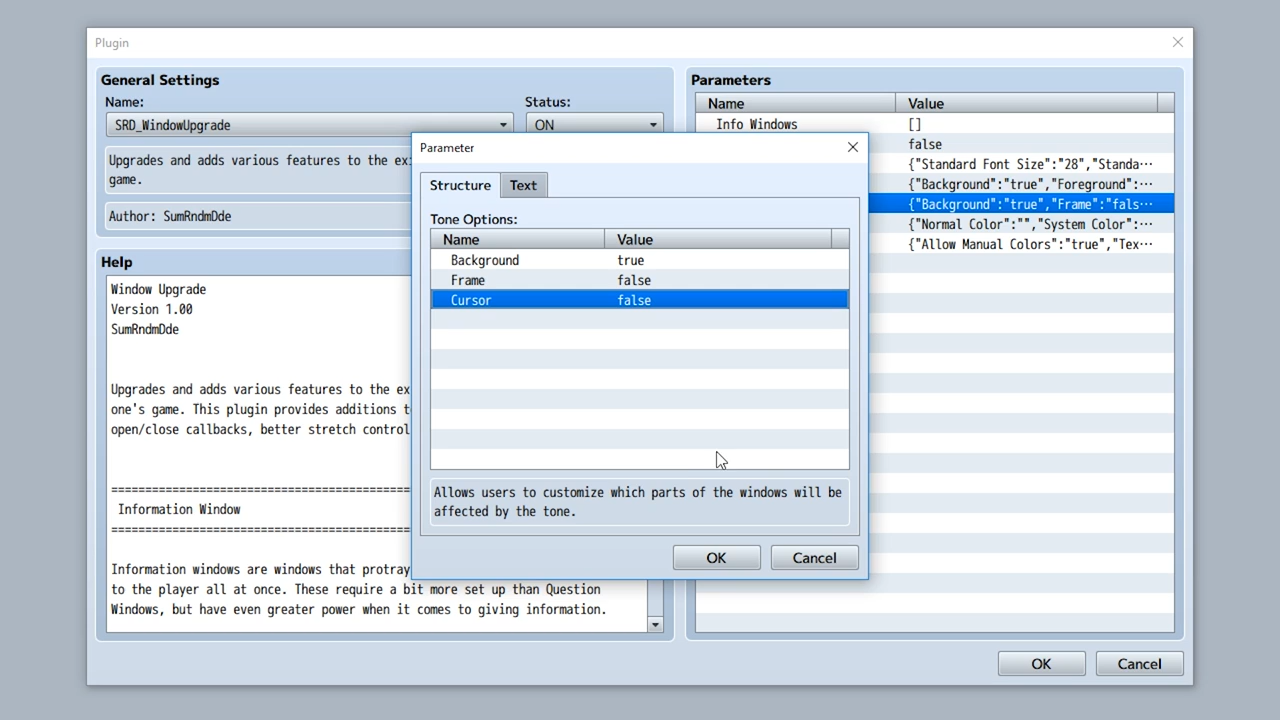 Plugin
General Settings
Name:
Status:
SRD_WindowUpgrade
ON
Upgrades and adds various features to the
game.
Author: SumRndmDde
Help
Window Upgrade
Version 1.00
SumRndmDde
Upgrades and adds various features to the
one's game. This plugin provides additions
open/close callbacks, better stretch
=============================================
Information Window
=============================================
Information windows are windows that
to the player all at once. These require a bit more set up than Question
Windows, but have even greater power when it comes to giving information.
Parameter
Structure
Text
Tone Options:
Name Value
Background true
Frame false
Cursor false
Allows users to customize which parts of the windows will be
affected by the tone.
OK
Cancel
Parameters
Name Value
Info Windows []
false
{"Standard Font Size":"28","Standa⋯
{"Background":"true","Foreground":⋯
{"Background":"true","Frame":"fals⋯
{"Normal Color":"","System Color":⋯
{"Allow Manual Colors":"true","Tex⋯
OK
Cancel